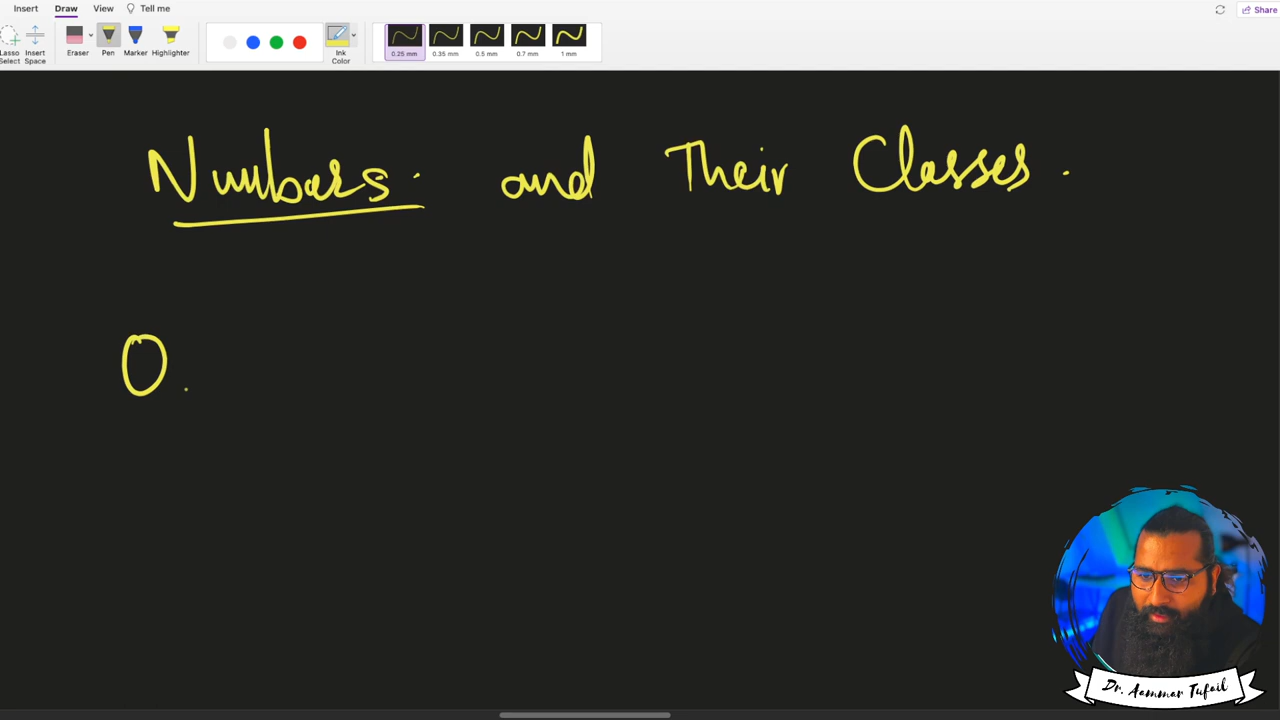 Insert Draw View Tell me Share
Lasso Select Insert Space Eraser Pen Marker Highlighter Ink Color 0.25 mm 0.35 mm 0.5 mm 0.7 mm 1 mm
Numbers. and Their Classes.
0.
Dr. Aammar Tufail